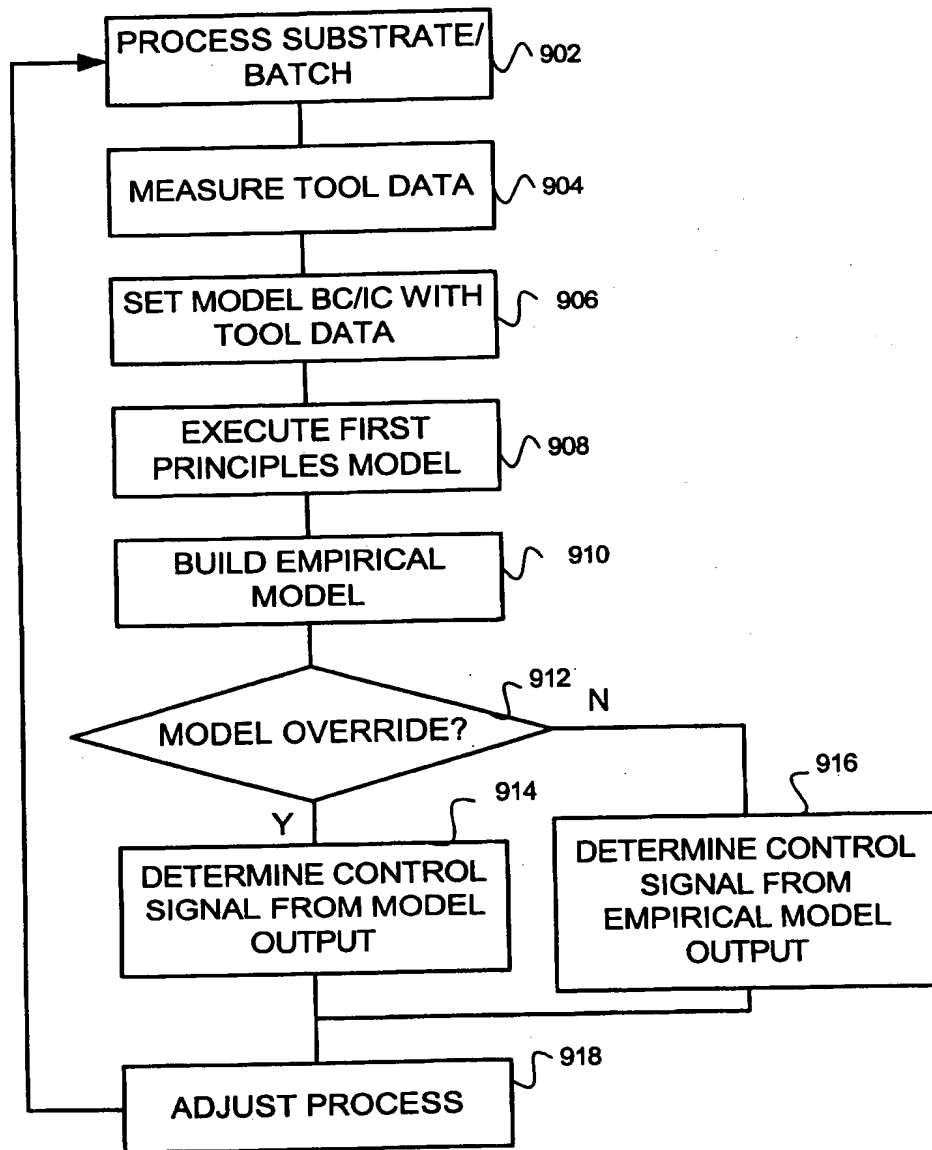 PROCESS SUBSTRATE/
BATCH
902
MEASURE TOOL DATA
904
SET MODEL BC/IC WITH
TOOL DATA
906
EXECUTE FIRST
PRINCIPLES MODEL
908
BUILD EMPIRICAL
MODEL
910
MODEL OVERRIDE?
912
N
Y
914
DETERMINE CONTROL
SIGNAL FROM MODEL
OUTPUT
916
DETERMINE CONTROL
SIGNAL FROM
EMPIRICAL MODEL
OUTPUT
918
ADJUST PROCESS